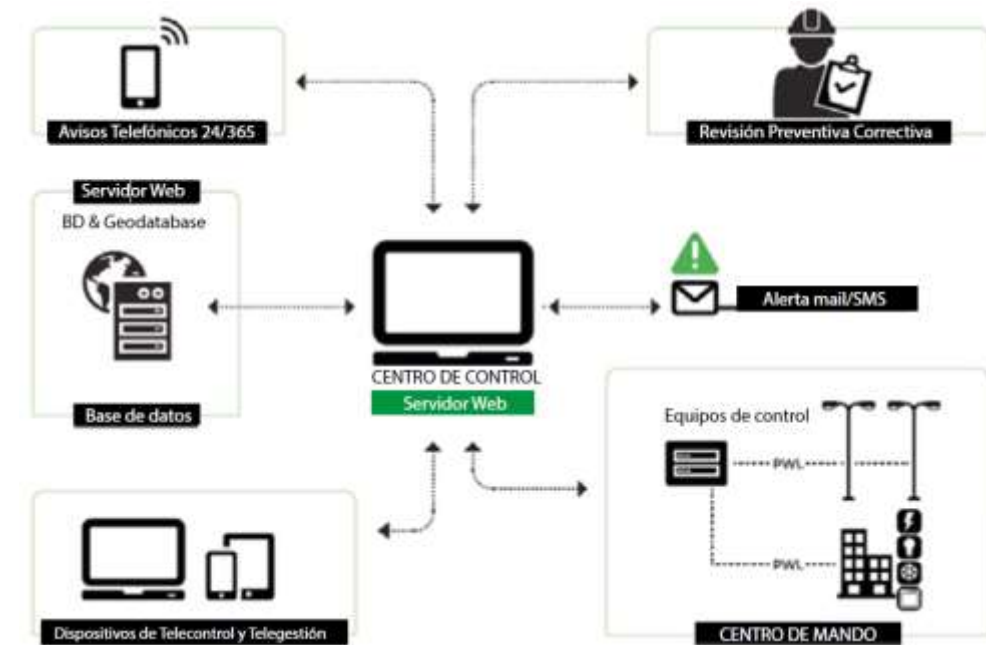 Avisos Telefónicos 24/365
Revisión Preventiva Correctiva
Servidor Web
BD & Geodatabase
Base de datos
CENTRO DE CONTROL
Servidor Web
Alerta mail/SMS
Equipos de control
PWL
PWL
CENTRO DE MANDO
Dispositivos de Telecontrol y Telegestión